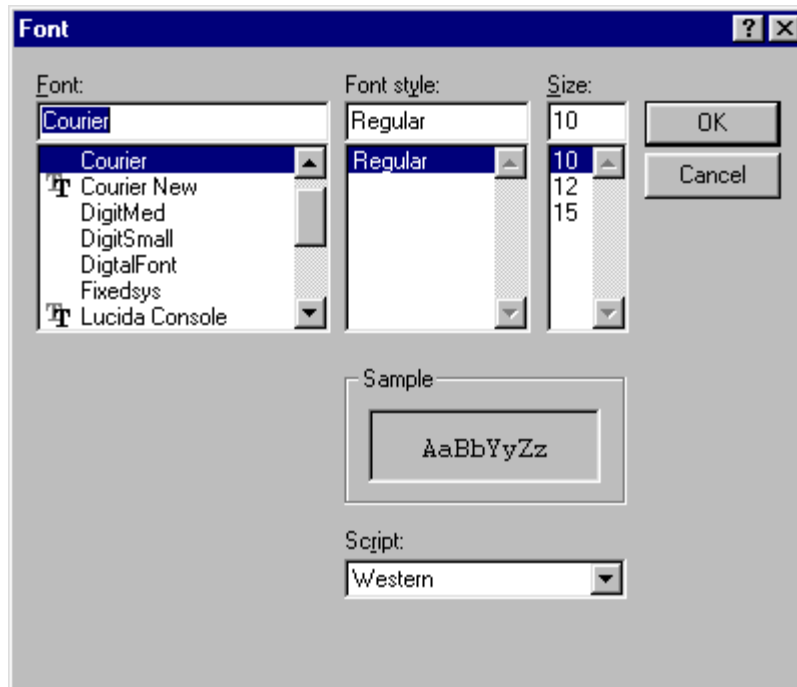 Font
Font:
Font style:
Size:
Courier
Regular
10
OK
Cancel
Courier
Courier New
DigitMed
DigitSmall
DigtalFont
Fixedsys
Lucida Console
Regular
10
12
15
Sample
AaBbYyZz
Script:
Western